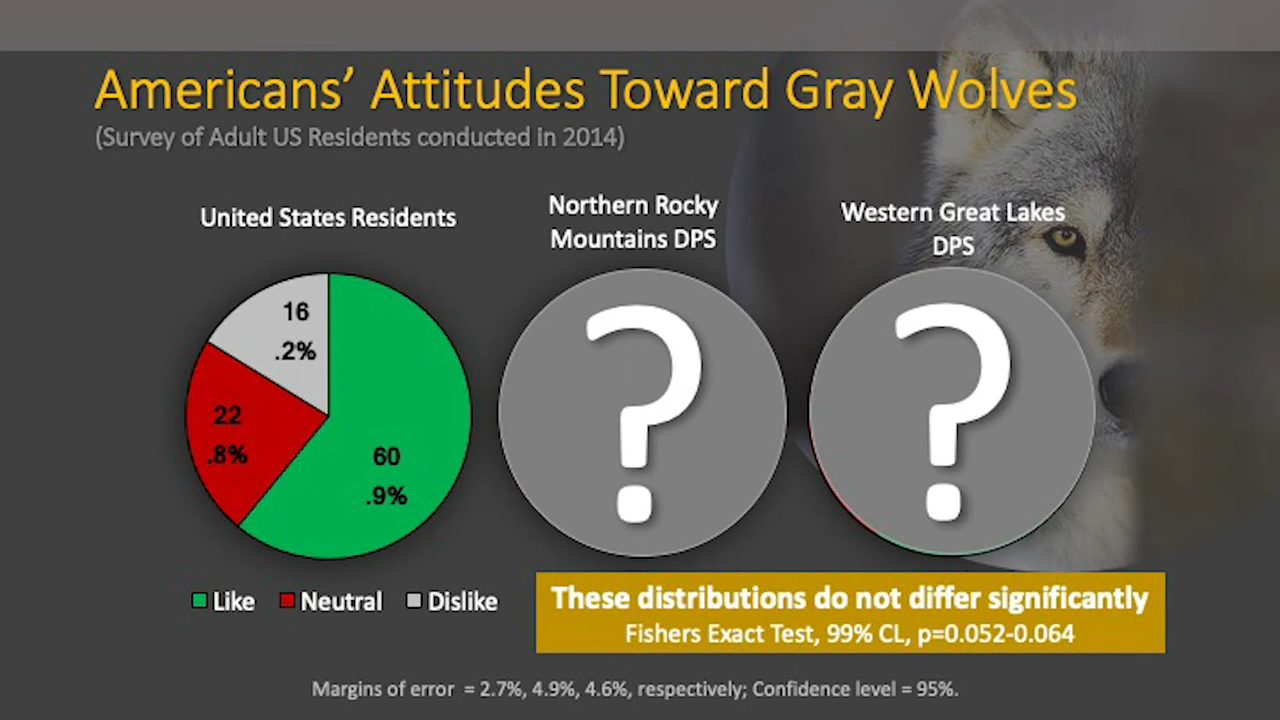 Americans’ Attitudes Toward Gray Wolves
(Survey of Adult US Residents conducted in 2014)
United States Residents
Northern Rocky
Mountains DPS
Western Great Lakes
DPS
16
.2%
22
.8%
60
.9%
?
?
Like
Neutral
Dislike
These distributions do not differ significantly
Fishers Exact Test, 99% CL, p=0.052-0.064
Margins of error = 2.7%, 4.9%, 4.6%, respectively; Confidence level = 95%.